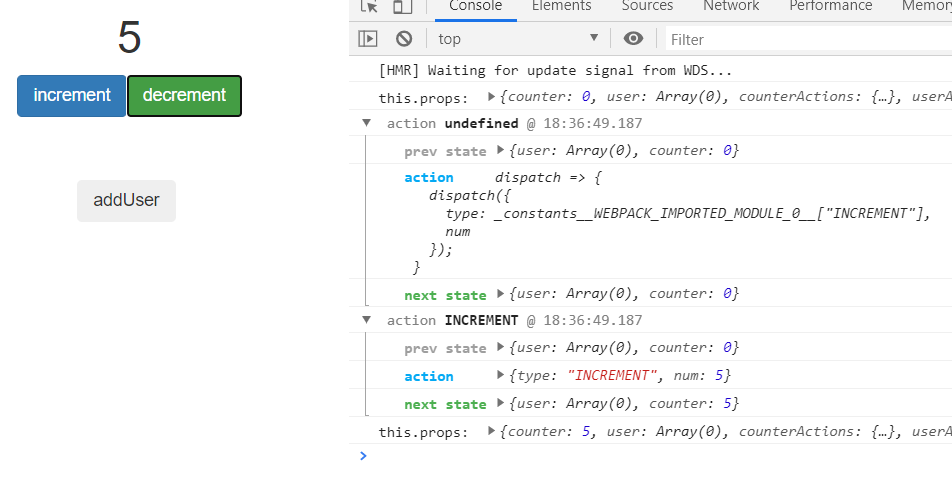 5
increment decrement
addUser
Console Elements Sources Network Performance Memory
top Filter
[HMR] Waiting for update signal from WDS...
this.props: {counter: 0, user: Array(0), counterActions: {…}, userA
action undefined @ 18:36:49.187
prev state {user: Array(0), counter: 0}
action dispatch => {
dispatch({
type: _constants__WEBPACK_IMPORTED_MODULE_0__["INCREMENT"],
num
});
}
next state {user: Array(0), counter: 0}
action INCREMENT @ 18:36:49.187
prev state {user: Array(0), counter: 0}
action {type: "INCREMENT", num: 5}
next state {user: Array(0), counter: 5}
this.props: {counter: 5, user: Array(0), counterActions: {…}, userA